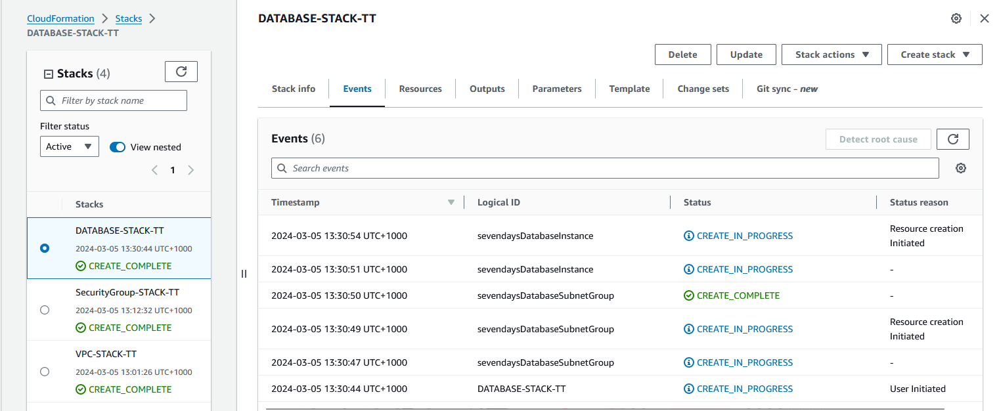 CloudFormation > Stacks >
DATABASE-STACK-TT
Stacks (4)
Filter by stack name
Filter status
Active
View nested
1
Stacks
DATABASE-STACK-TT
2024-03-05 13:30:44 UTC+1000
CREATE_COMPLETE
SecurityGroup-STACK-TT
2024-03-05 13:12:32 UTC+1000
CREATE_COMPLETE
VPC-STACK-TT
2024-03-05 13:01:26 UTC+1000
CREATE_COMPLETE
DATABASE-STACK-TT
Delete Update Stack actions Create stack
Stack info Events Resources Outputs Parameters Template Change sets Git sync - new
Events (6)
Detect root cause
Search events
Timestamp Logical ID Status Status reason
2024-03-05 13:30:54 UTC+1000 sevendaysDatabaseInstance CREATE_IN_PROGRESS Resource creation
Initiated
2024-03-05 13:30:51 UTC+1000 sevendaysDatabaseInstance CREATE_IN_PROGRESS -
2024-03-05 13:30:50 UTC+1000 sevendaysDatabaseSubnetGroup CREATE_COMPLETE -
2024-03-05 13:30:49 UTC+1000 sevendaysDatabaseSubnetGroup CREATE_IN_PROGRESS Resource creation
Initiated
2024-03-05 13:30:47 UTC+1000 sevendaysDatabaseSubnetGroup CREATE_IN_PROGRESS -
2024-03-05 13:30:44 UTC+1000 DATABASE-STACK-TT CREATE_IN_PROGRESS User Initiated